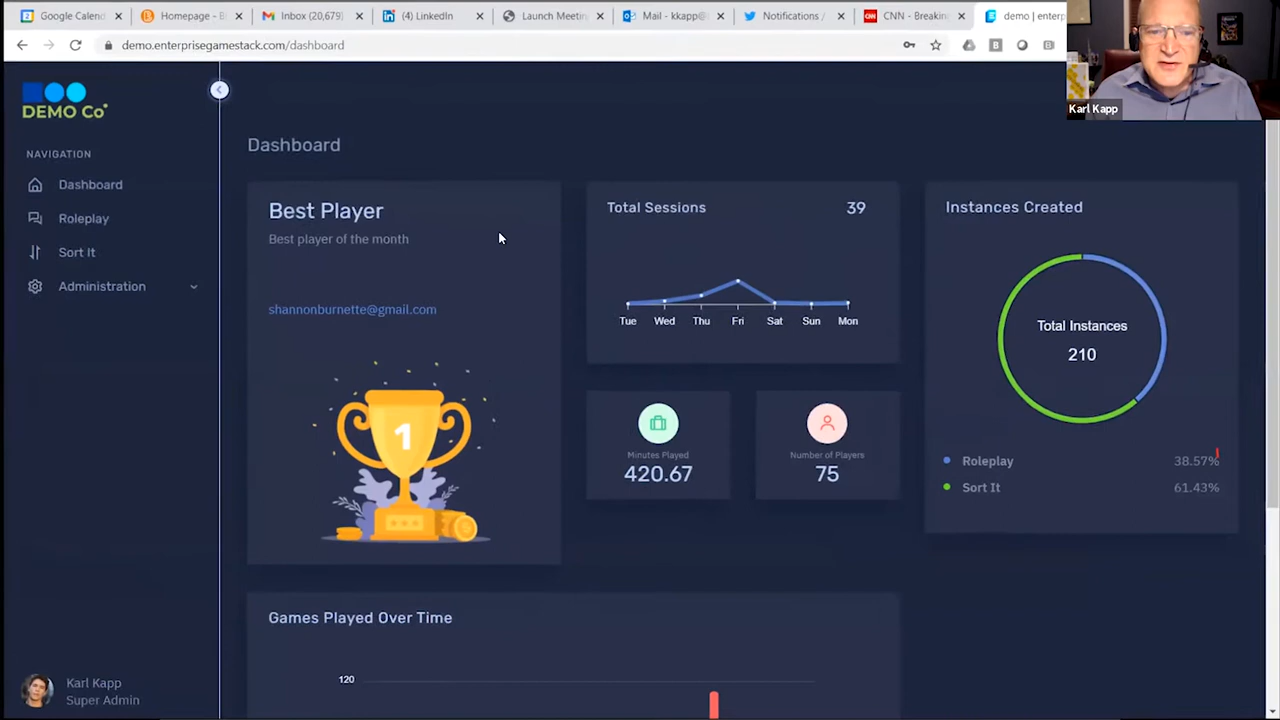 Google Calend
Homepage - B
Inbox (20,679)
(4) LinkedIn
Launch Meetin
Mail - kkapp@
Notifications /
CNN - Breakin
demo | enterp
demo.enterprisegamestack.com/dashboard
Karl Kapp
DEMO Co
NAVIGATION
Dashboard
Roleplay
Sort It
Administration
Karl Kapp
Super Admin
Dashboard
Best Player
Best player of the month
shannonburnette@gmail.com
1
Total Sessions 39
Tue Wed Thu Fri Sat Sun Mon
Minutes Played
420.67
Number of Players
75
Instances Created
Total Instances
210
Roleplay 38.57%
Sort It 61.43%
Games Played Over Time
120